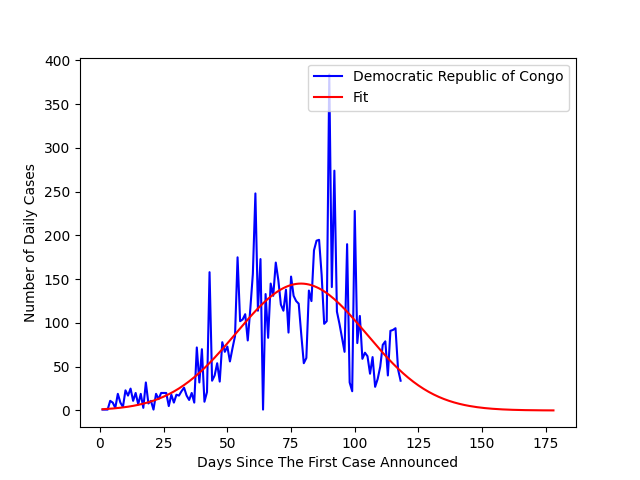 Democratic Republic of Congo
Fit
400
350
300
250
200
150
100
50
0
Number of Daily Cases
0 25 50 75 100 125 150 175
Days Since The First Case Announced